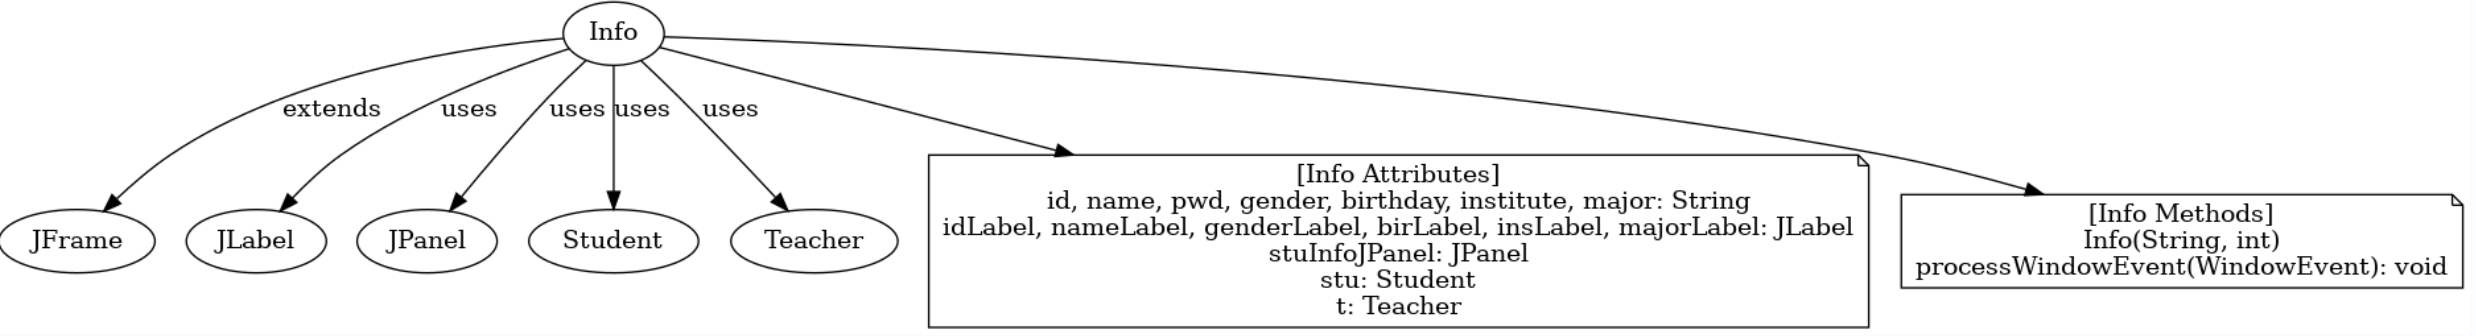 Info
extends
uses
uses
uses
uses
JFrame
JLabel
JPanel
Student
Teacher
[Info Attributes]
id, name, pwd, gender, birthday, institute, major: String
idLabel, nameLabel, genderLabel, birLabel, insLabel, majorLabel: JLabel
stuInfoJPanel: JPanel
stu: Student
t: Teacher
[Info Methods]
Info(String, int)
processWindowEvent(WindowEvent): void